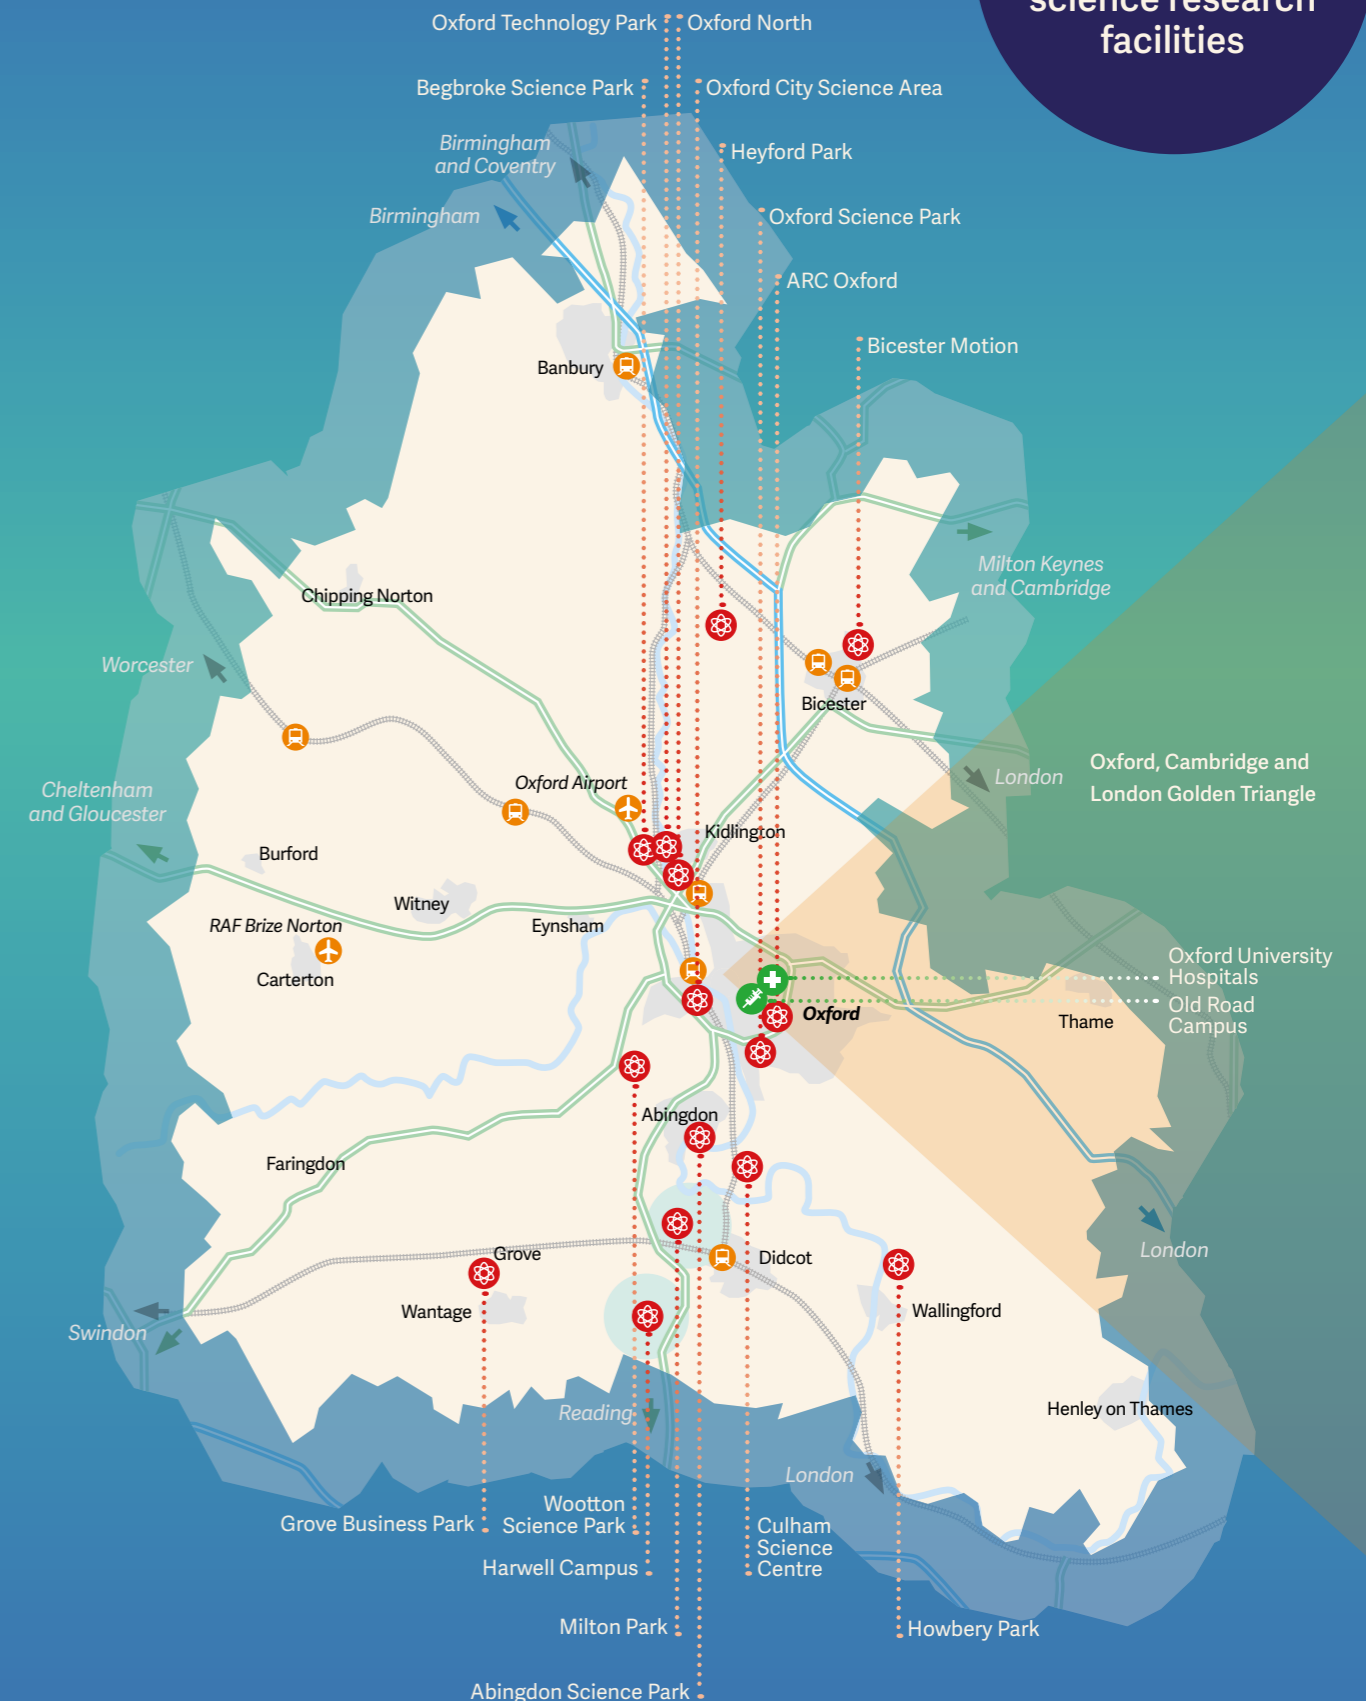 science research
facilities
Oxford Technology Park
Oxford North
Begbroke Science Park
Oxford City Science Area
Birmingham
and Coventry
Heyford Park
Birmingham
Oxford Science Park
ARC Oxford
Bicester Motion
Banbury
Milton Keynes
and Cambridge
Chipping Norton
Worcester
Bicester
Oxford, Cambridge and
London Golden Triangle
London
Oxford Airport
Cheltenham
and Gloucester
Kidlington
Burford
Witney
RAF Brize Norton
Eynsham
Carterton
Oxford University
Hospitals
Old Road
Campus
Oxford
Thame
Abingdon
Faringdon
London
Grove
Didcot
Wantage
Wallingford
Swindon
Reading
Henley on Thames
London
Grove Business Park
Wootton
Science Park
Culham
Science
Centre
Harwell Campus
Milton Park
Howbery Park
Abingdon Science Park